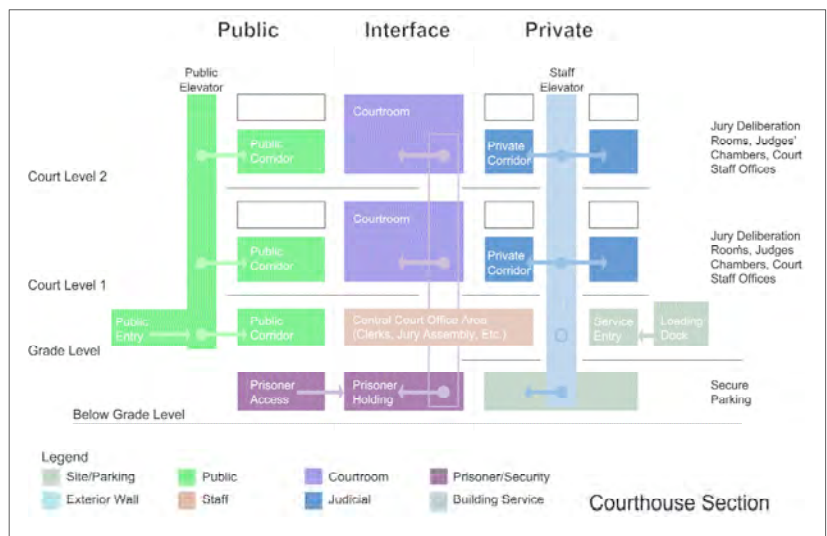 Public Interface Private
Public
Elevator
Staff
Elevator
Courtroom
Public
Corridor
Private
Corridor
Jury Deliberation
Rooms, Judges'
Chambers, Court
Staff Offices
Court Level 2
Courtroom
Public
Corridor
Private
Corridor
Jury Deliberation
Rooms, Judges
Chambers, Court
Staff Offices
Court Level 1
Public
Entry
Public
Corridor
Central Court Office Area
(Clerks, Jury Assembly, Etc.)
Service
Entry
Loading
Dock
Grade Level
Prisoner
Access
Prisoner
Holding
Secure
Parking
Below Grade Level
Legend
Site/Parking Public Courtroom Prisoner/Security
Exterior Wall Staff Judicial Building Service
Courthouse Section